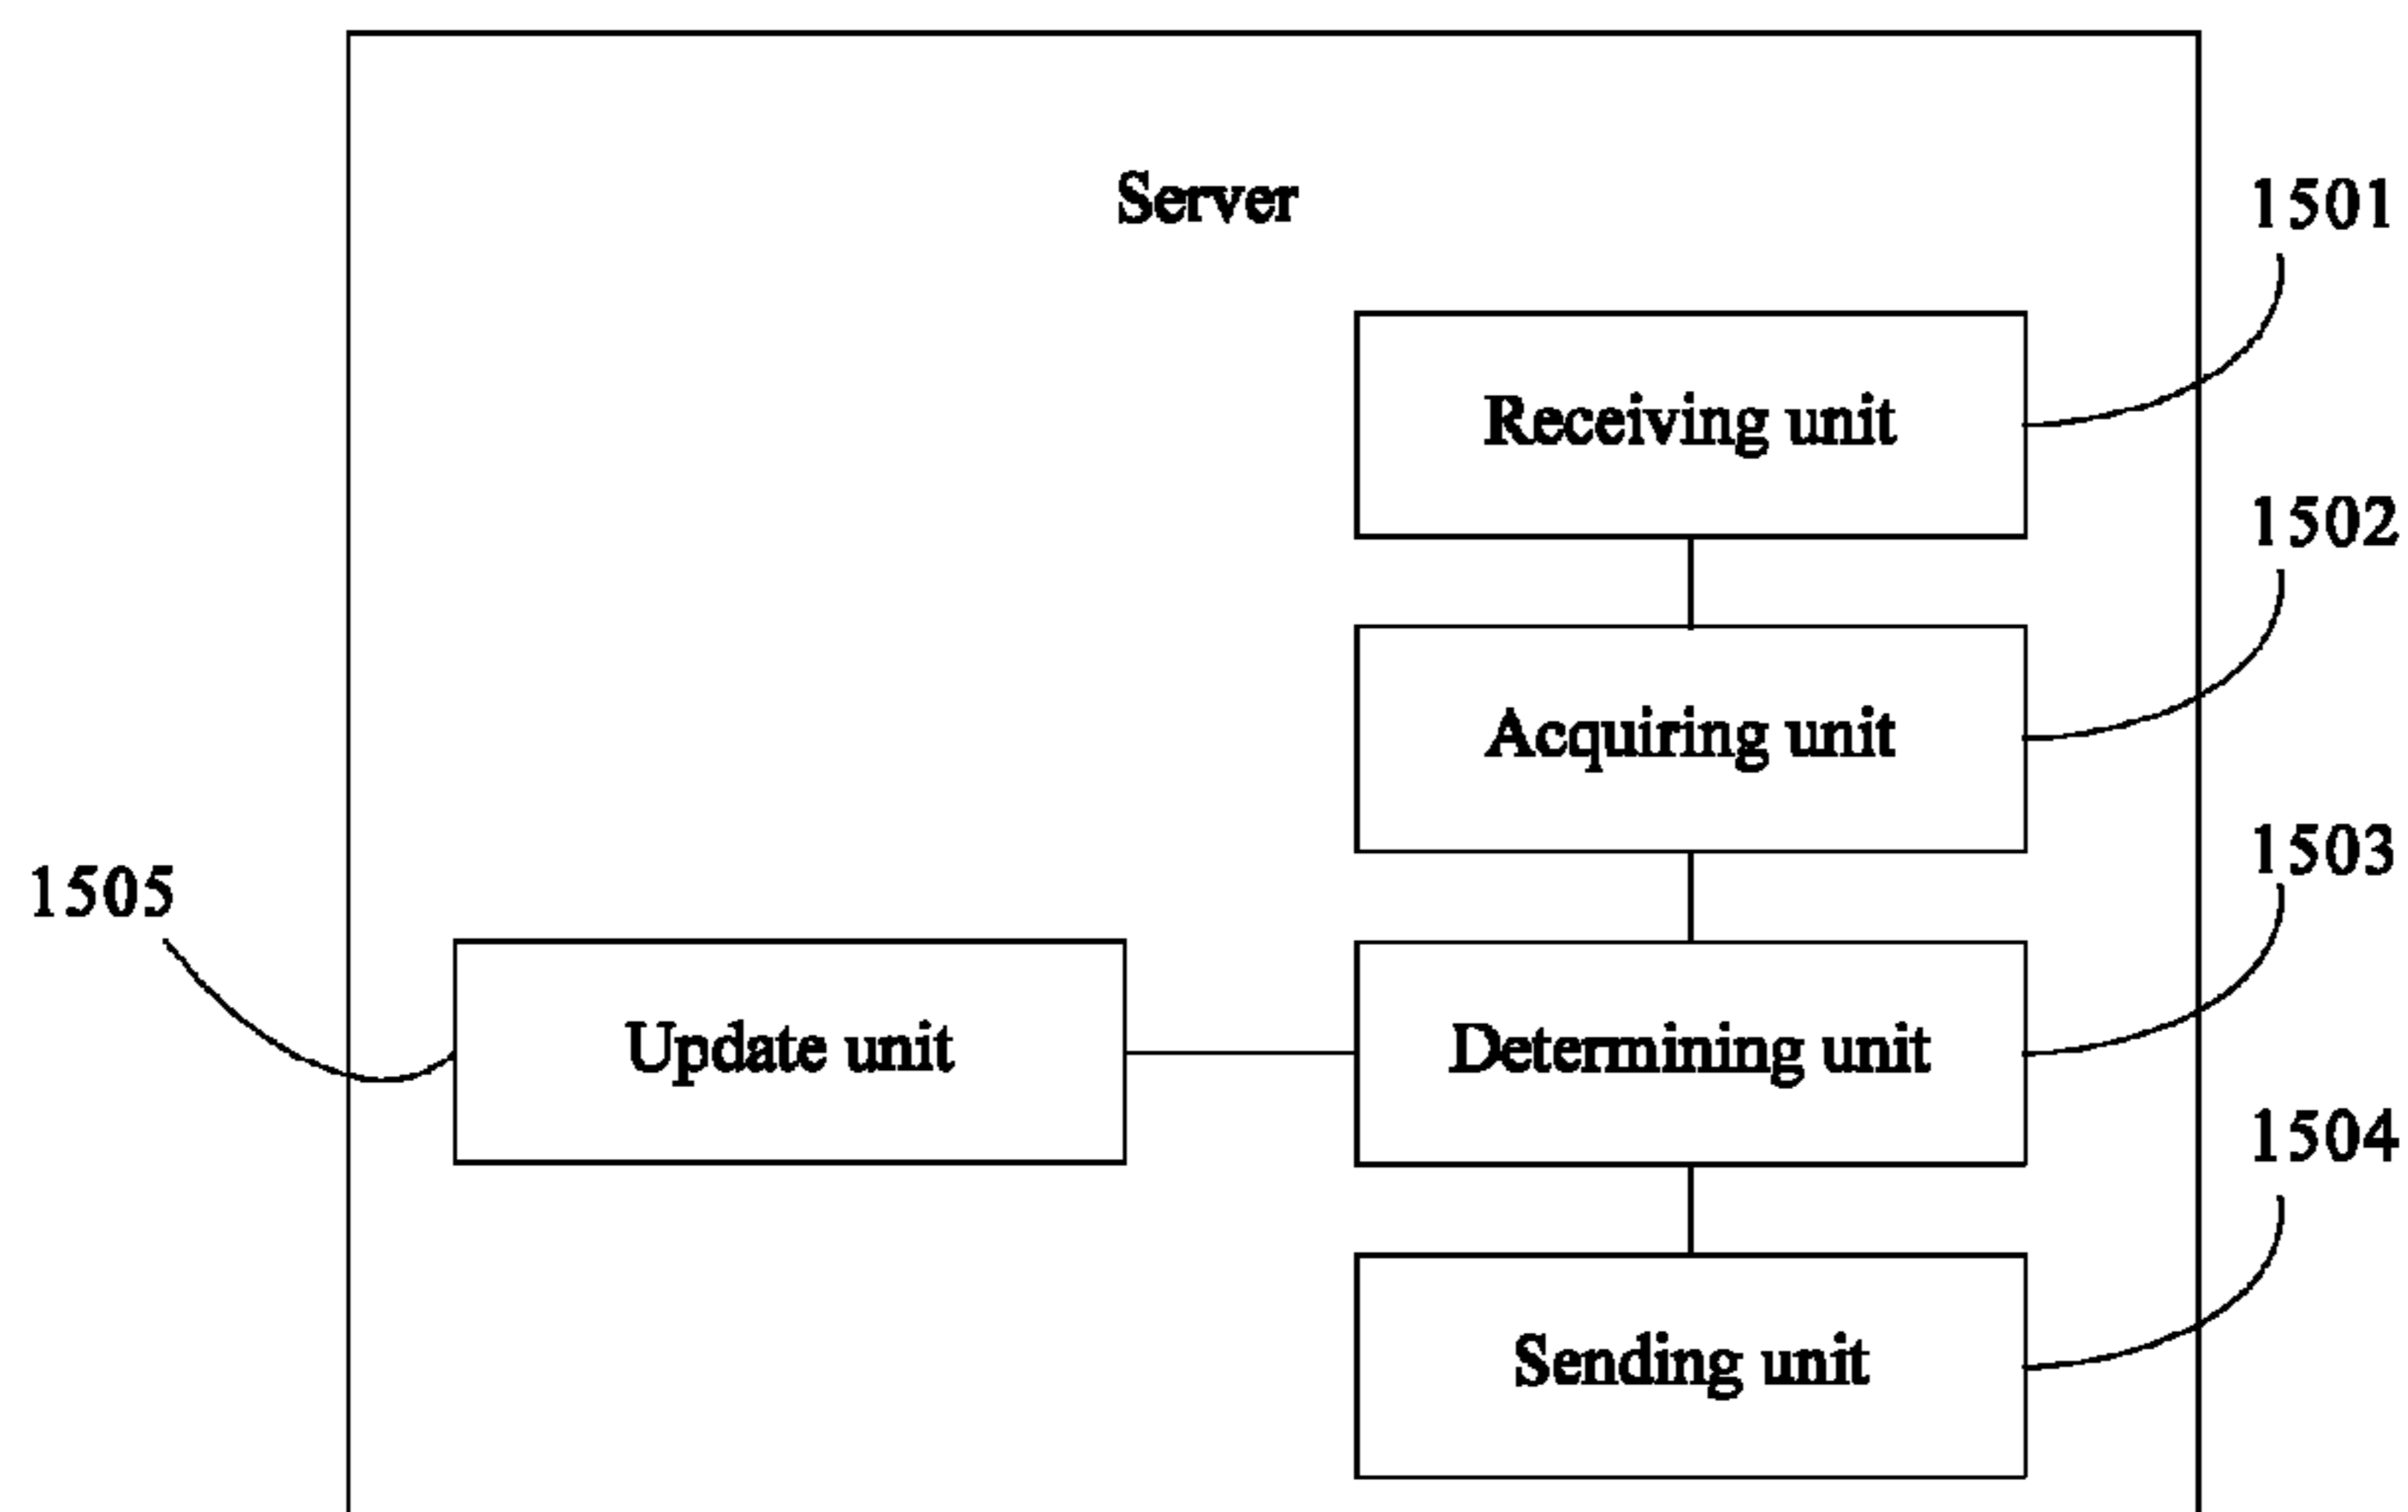 Server
1501
Receiving unit
1502
Acquiring unit
1503
1505
Update unit
Determining unit
1504
Sending unit